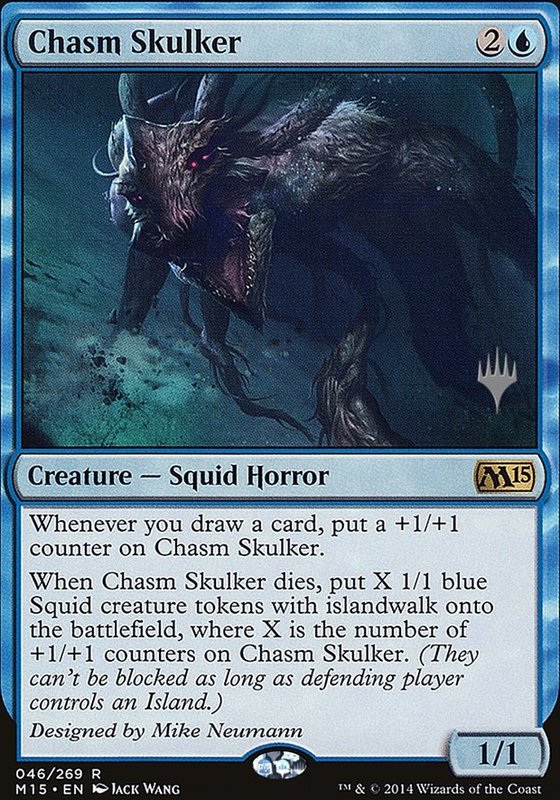 Chasm Skulker 2
Creature — Squid Horror M15
Whenever you draw a card, put a +1/+1
counter on Chasm Skulker.
When Chasm Skulker dies, put X 1/1 blue
Squid creature tokens with islandwalk onto
the battlefield, where X is the number of
+1/+1 counters on Chasm Skulker. (They
can't be blocked as long as defending player
controls an Island.)
Designed by Mike Neumann
1/1
046/269 R
M15 • EN Jack Wang
™ & © 2014 Wizards of the Coast